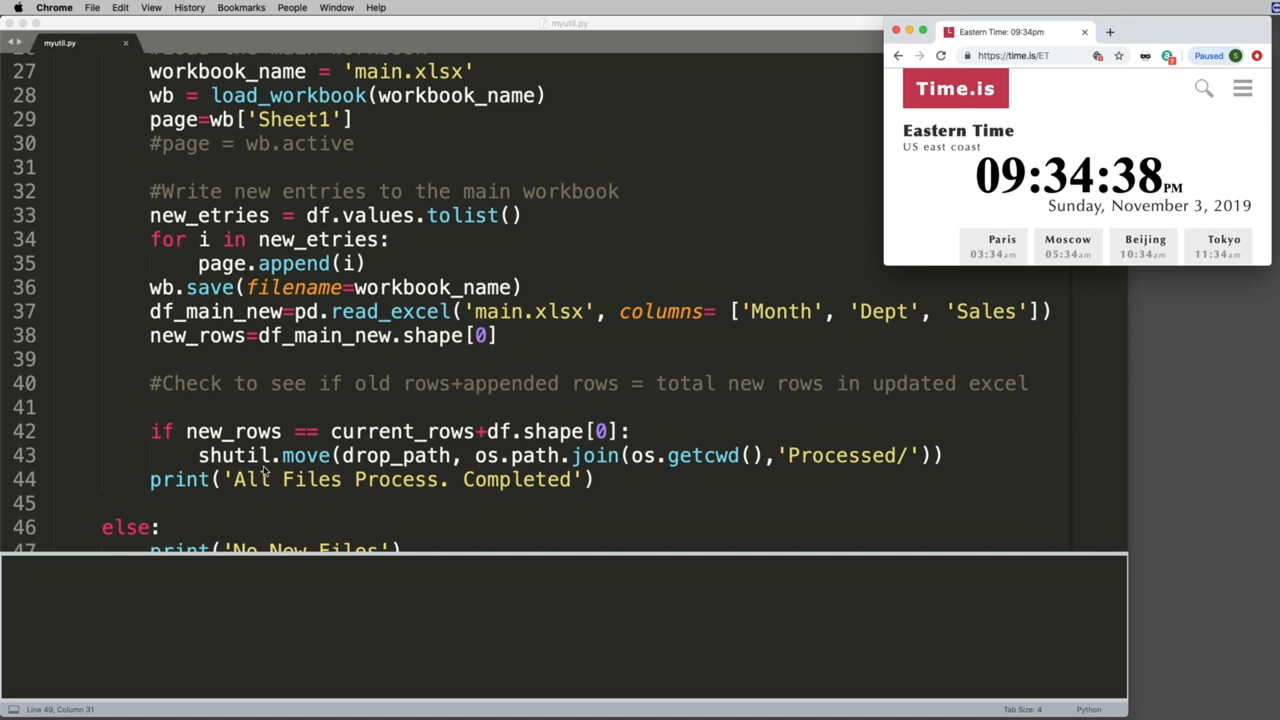 Chrome File Edit View History Bookmarks People Window Help
myutil.py
myutil.py ×
27 workbook_name = 'main.xlsx'
28 wb = load_workbook(workbook_name)
29 page=wb['Sheet1']
30 #page = wb.active
31
32 #Write new entries to the main workbook
33 new_etries = df.values.tolist()
34 for i in new_etries:
35 page.append(i)
36 wb.save(filename=workbook_name)
37 df_main_new=pd.read_excel('main.xlsx', columns= ['Month', 'Dept', 'Sales'])
38 new_rows=df_main_new.shape[0]
39
40 #Check to see if old rows+appended rows = total new rows in updated excel
41
42 if new_rows == current_rows+df.shape[0]:
43 shutil.move(drop_path, os.path.join(os.getcwd(),'Processed/'))
44 print('All Files Process. Completed')
45
46 else:
47 print('No New Files')
Line 49, Column 31
Tab Size: 4
Python
Eastern Time: 09:34pm
https://time.is/ET
Paused S
Time.is
Eastern Time
US east coast
09:34:38PM
Sunday, November 3, 2019
Paris Moscow Beijing Tokyo
03:34am 05:34am 10:34am 11:34am